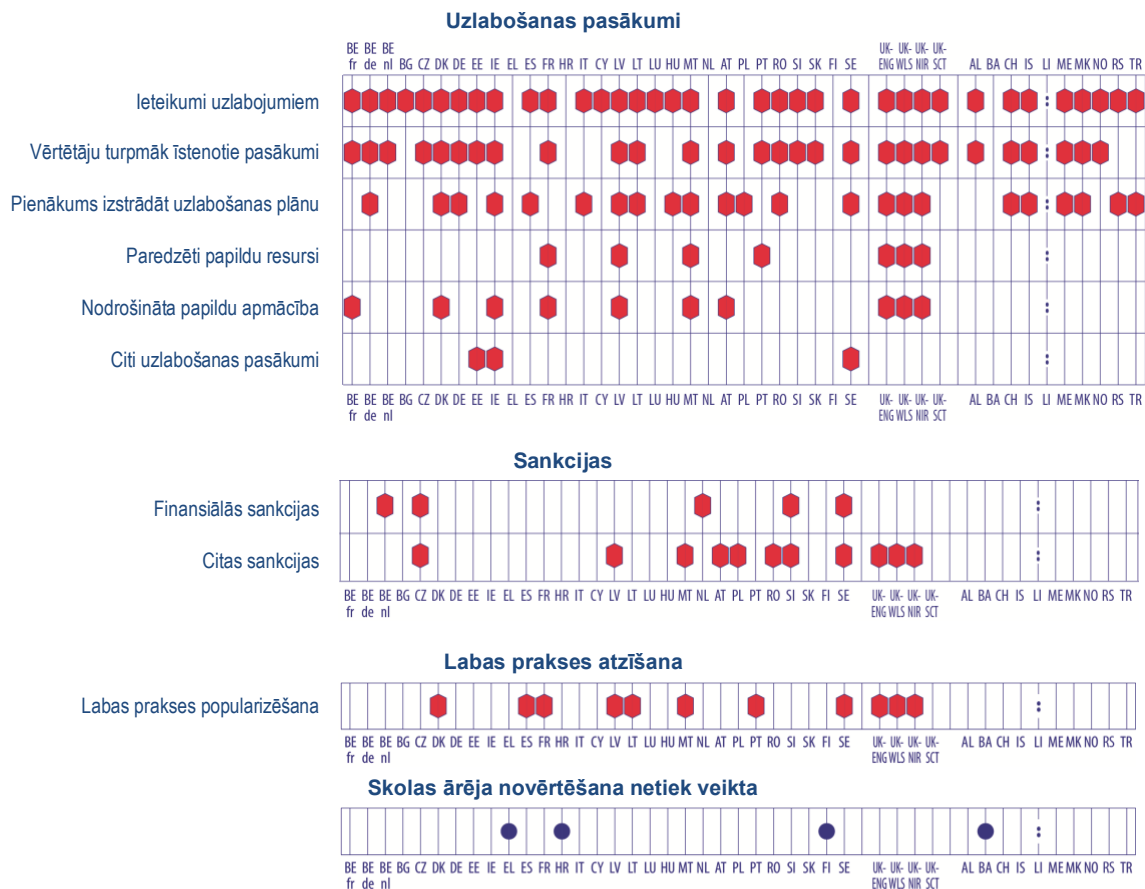 Uzlabošanas pasākumi
BE fr BE de BE nl BG CZ DK DE EE IE EL ES FR HR IT CY LV LT LU HU MT NL AT PL PT RO SI SK FI SE UK-ENG UK-WLS UK-NIR UK-SCT AL BA CH IS LI ME MK NO RS TR
Ieteikumi uzlabojumiem
Vērtētāju turpmāk īstenotie pasākumi
Pienākums izstrādāt uzlabošanas plānu
Paredzēti papildu resursi
Nodrošināta papildu apmācība
Citi uzlabošanas pasākumi
BE fr BE de BE nl BG CZ DK DE EE IE EL ES FR HR IT CY LV LT LU HU MT NL AT PL PT RO SI SK FI SE UK-ENG UK-WLS UK-NIR UK-SCT AL BA CH IS LI ME MK NO RS TR
Sankcijas
Finansiālās sankcijas
Citas sankcijas
BE fr BE de BE nl BG CZ DK DE EE IE EL ES FR HR IT CY LV LT LU HU MT NL AT PL PT RO SI SK FI SE UK-ENG UK-WLS UK-NIR UK-SCT AL BA CH IS LI ME MK NO RS TR
Labas prakses atzīšana
Labas prakses popularizēšana
BE fr BE de BE nl BG CZ DK DE EE IE EL ES FR HR IT CY LV LT LU HU MT NL AT PL PT RO SI SK FI SE UK-ENG UK-WLS UK-NIR UK-SCT AL BA CH IS LI ME MK NO RS TR
Skolas ārēja novērtēšana netiek veikta
BE fr BE de BE nl BG CZ DK DE EE IE EL ES FR HR IT CY LV LT LU HU MT NL AT PL PT RO SI SK FI SE UK-ENG UK-WLS UK-NIR UK-SCT AL BA CH IS LI ME MK NO RS TR